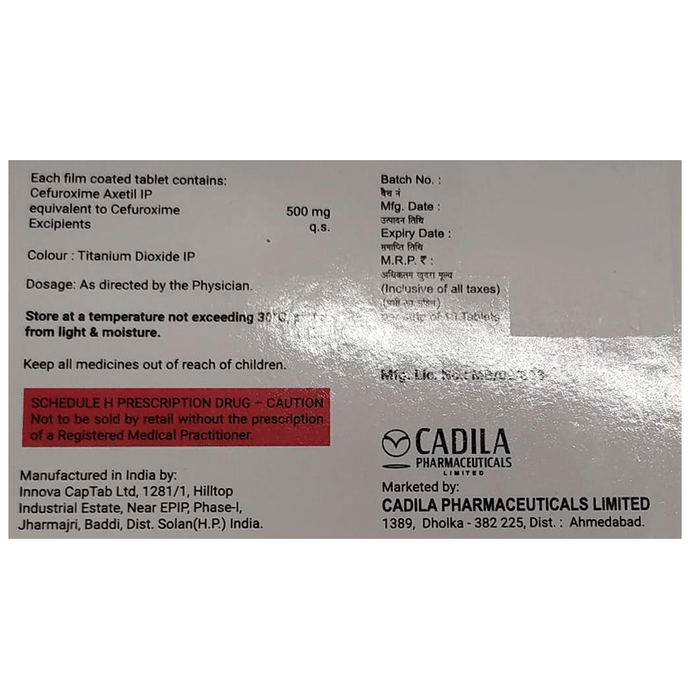 Each film coated tablet contains:
Cefuroxime Axetil IP
equivalent to Cefuroxime 500 mg
Excipients q.s.
Colour : Titanium Dioxide IP
Dosage: As directed by the Physician.
Store at a temperature not exceeding 30°C,
from light & moisture.
Keep all medicines out of reach of children.
SCHEDULE H PRESCRIPTION DRUG – CAUTION
Not to be sold by retail without the prescription
of a Registered Medical Practitioner.
Manufactured in India by:
Innova CapTab Ltd, 1281/1, Hilltop
Industrial Estate, Near EPIP, Phase-I,
Jharmajri, Baddi, Dist. Solan(H.P.) India.
Batch No. :
बैच नं
Mfg. Date :
उत्पादन तिथि
Expiry Date :
समाप्ति तिथि
M.R.P. ₹ :
अधिकतम खुदरा मूल्य
(Inclusive of all taxes)
Tablets
Mfg. Lic. No.:
CADILA
PHARMACEUTICALS
LIMITED
Marketed by:
CADILA PHARMACEUTICALS LIMITED
1389, Dholka - 382 225, Dist. : Ahmedabad.